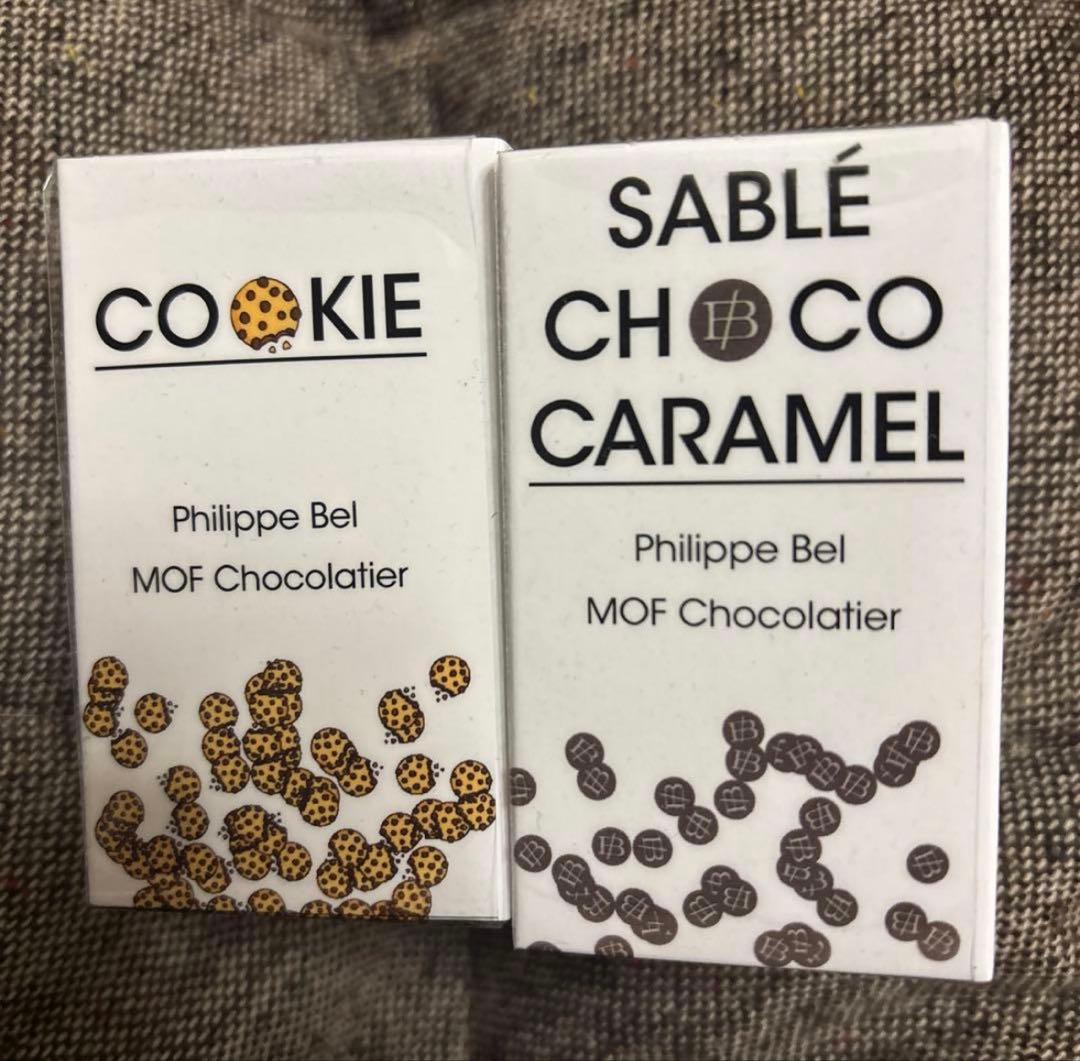 COOKIE
Philippe Bel
MOF Chocolatier
SABLÉ
CHOCO
CARAMEL
Philippe Bel
MOF Chocolatier